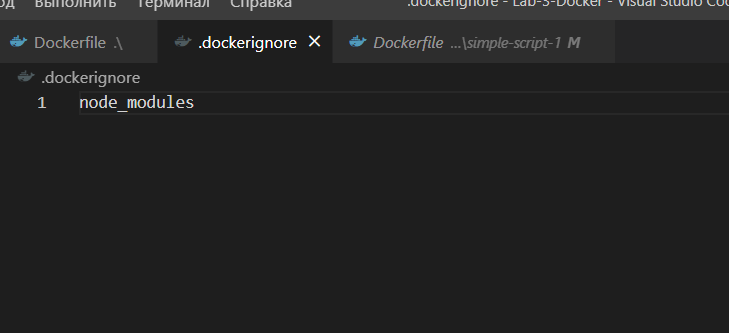 Выполнить Терминал Справка .dockerignore - Lab-3-Docker - Visual Studio
Dockerfile .\ .dockerignore Dockerfile ...\simple-script-1 M
.dockerignore
1 node_modules